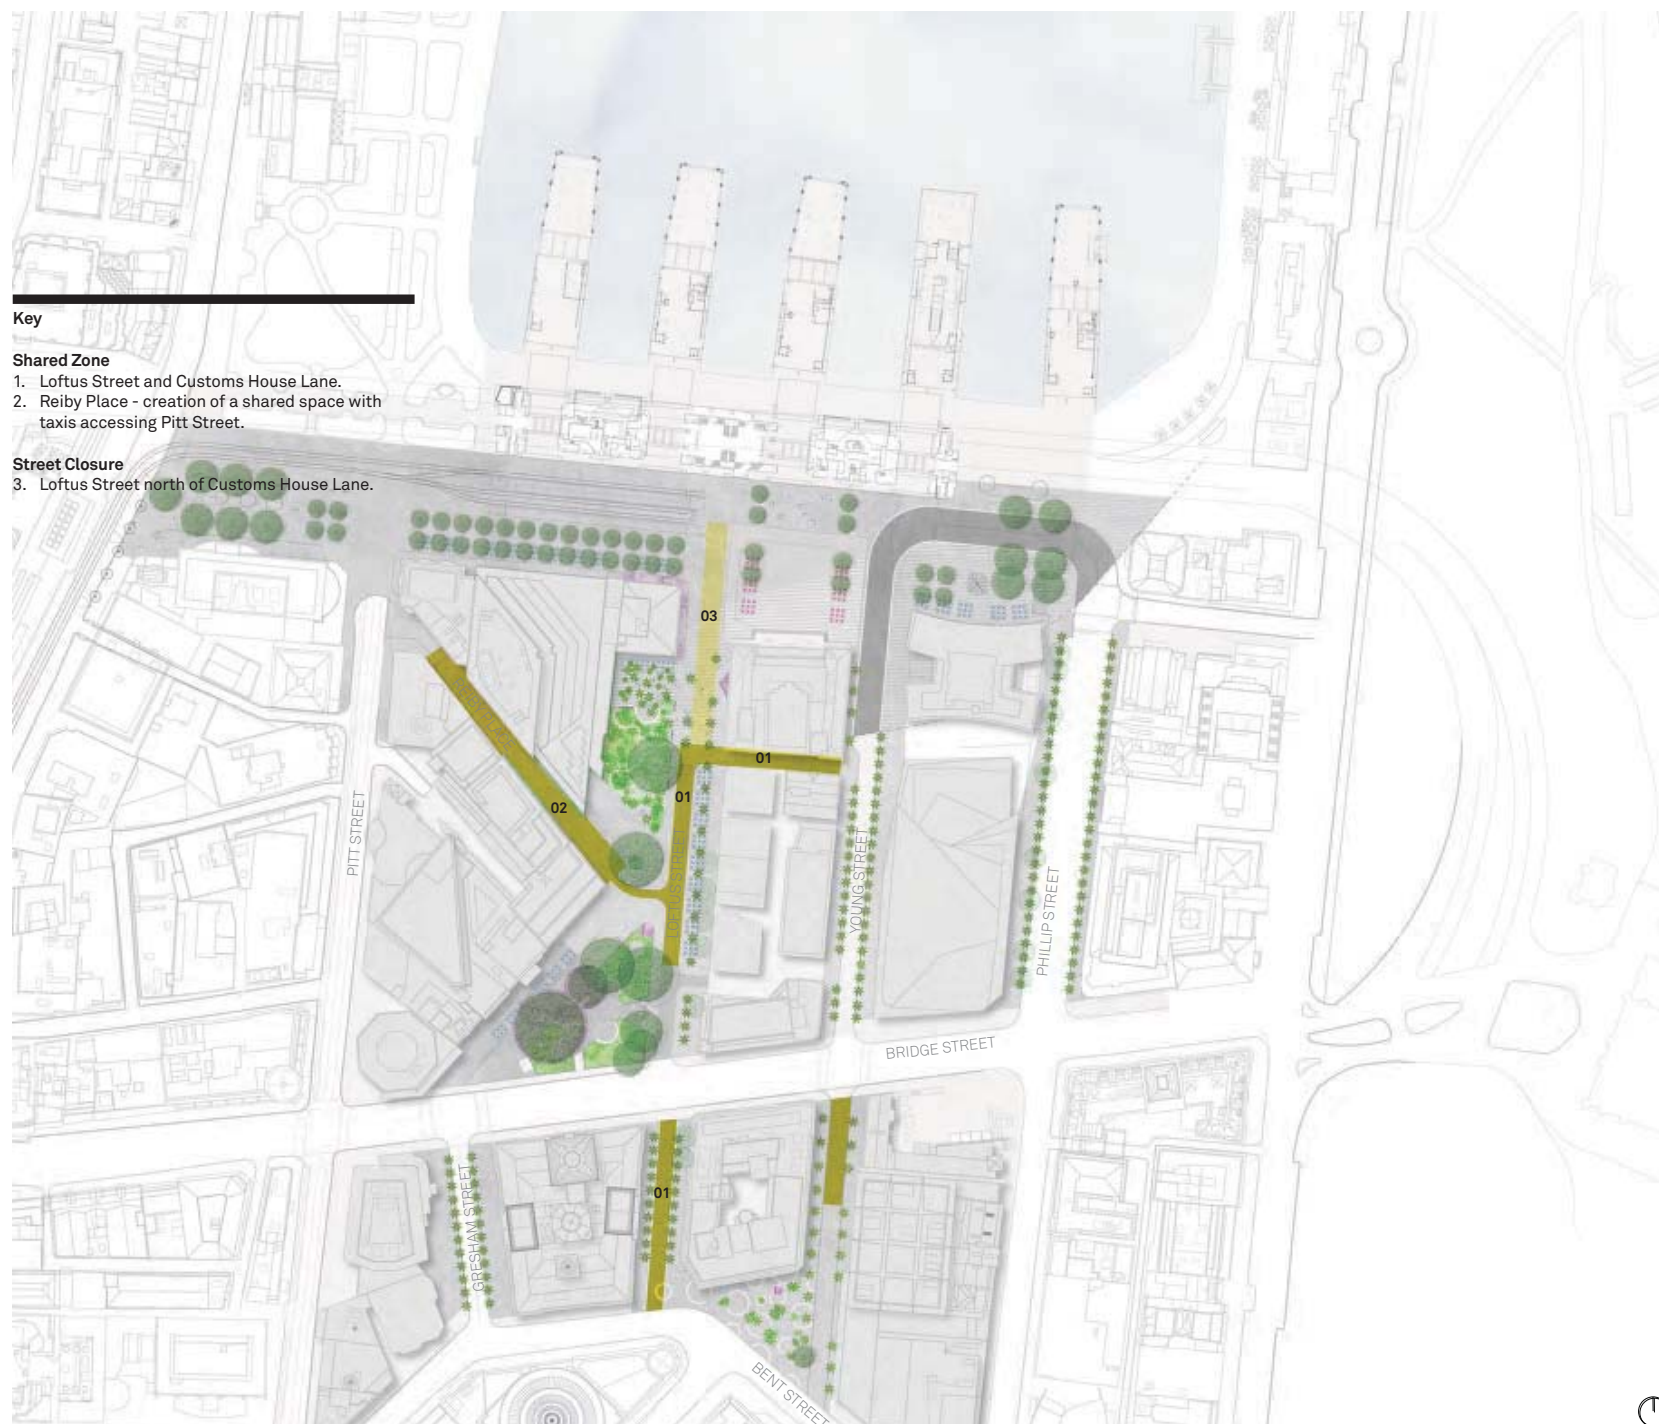 Key
Shared Zone
1. Loftus Street and Customs House Lane.
2. Reiby Place - creation of a shared space with
taxis accessing Pitt Street.
Street Closure
3. Loftus Street north of Customs House Lane.
03
01
01
02
PITT STREET
LOFTUS STREET
YOUNG STREET
PHILLIP STREET
BRIDGE STREET
01
GRESHAM STREET
BENT STREET